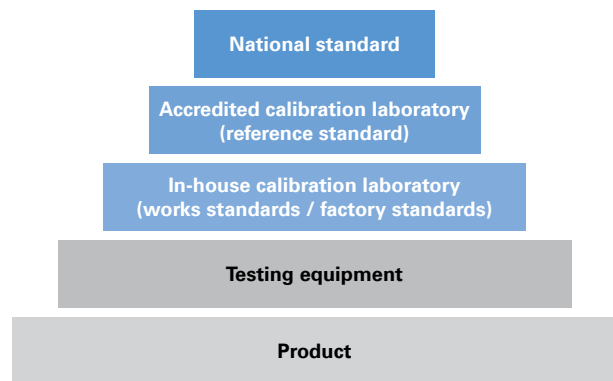 National standard
Accredited calibration laboratory
(reference standard)
In-house calibration laboratory
(works standards / factory standards)
Testing equipment
Product